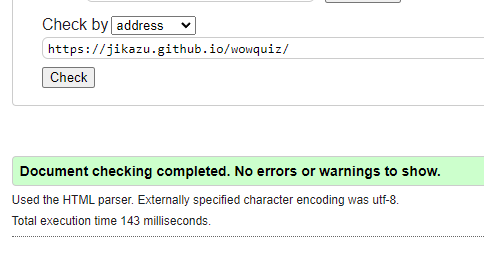 Check by address
https://jikazu.github.io/wowquiz/
Check
Document checking completed. No errors or warnings to show.
Used the HTML parser. Externally specified character encoding was utf-8.
Total execution time 143 milliseconds.